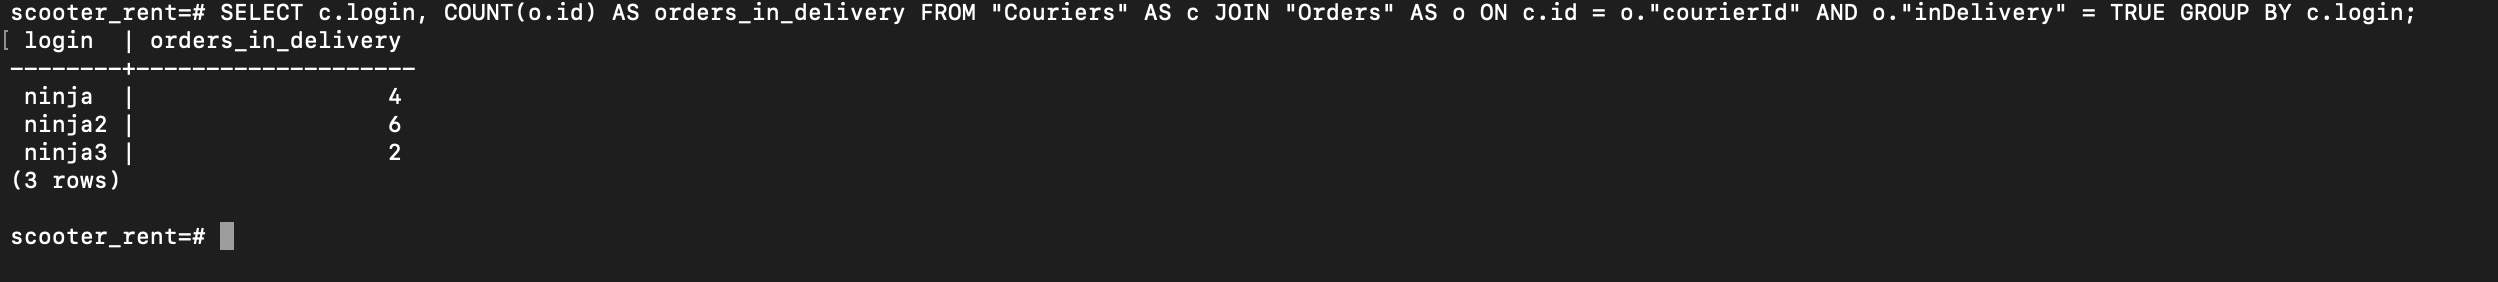 scooter_rent=# SELECT c.login, COUNT(o.id) AS orders_in_delivery FROM "Couriers" AS c JOIN "Orders" AS o ON c.id = o."courierId" AND o."inDelivery" = TRUE GROUP BY c.login;
[ login  | orders_in_delivery
--------+--------------------
 ninja  |                  4
 ninja2 |                  6
 ninja3 |                  2
(3 rows)
scooter_rent=#